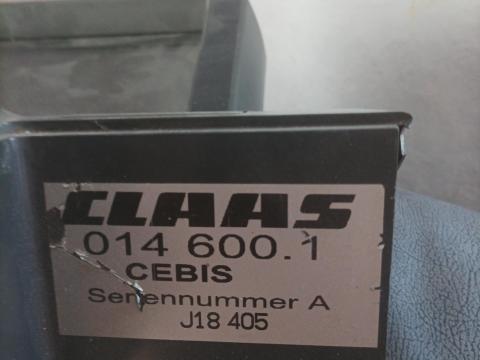 CLAAS
014 600.1
CEBIS
Seriennummer A
J18 405